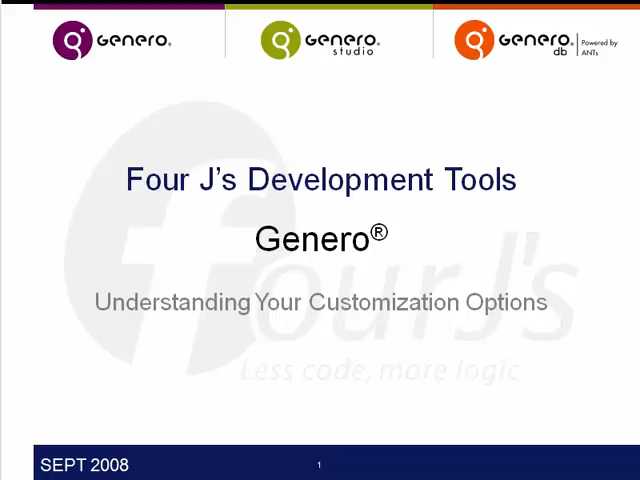 Genero®
Genero® studio
Genero® db Powered by ANTs
Four J's Development Tools
Genero®
Understanding Your Customization Options
four J's
Less code, more logic
SEPT 2008
1